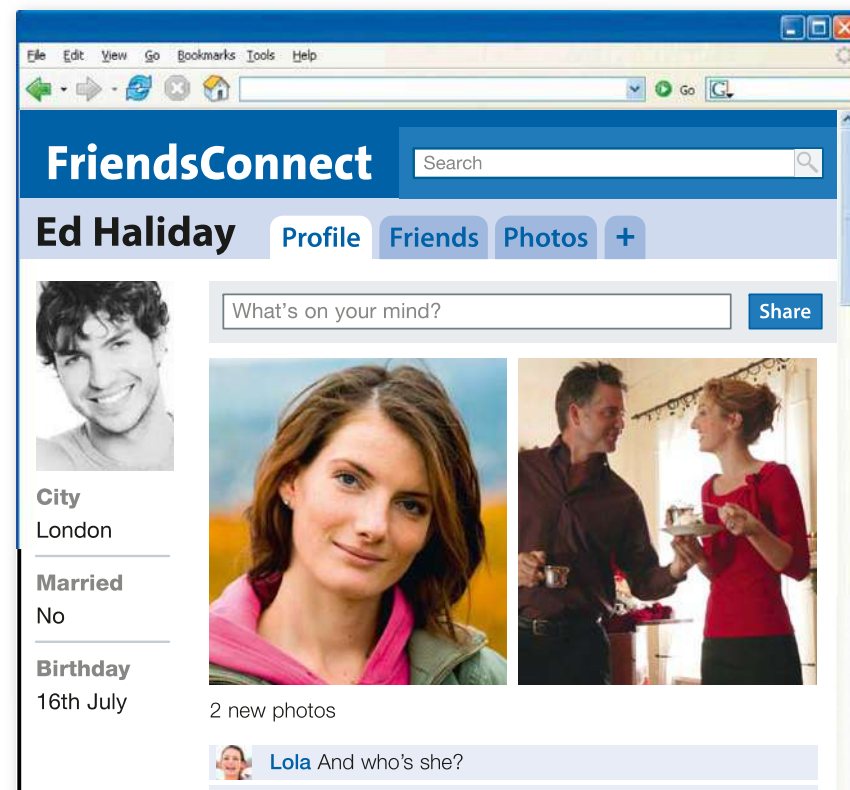 File Edit View Go Bookmarks Tools Help
Go G
FriendsConnect
Search
Ed Haliday
Profile Friends Photos +
What's on your mind?
Share
City
London
Married
No
Birthday
16th July
2 new photos
Lola And who's she?